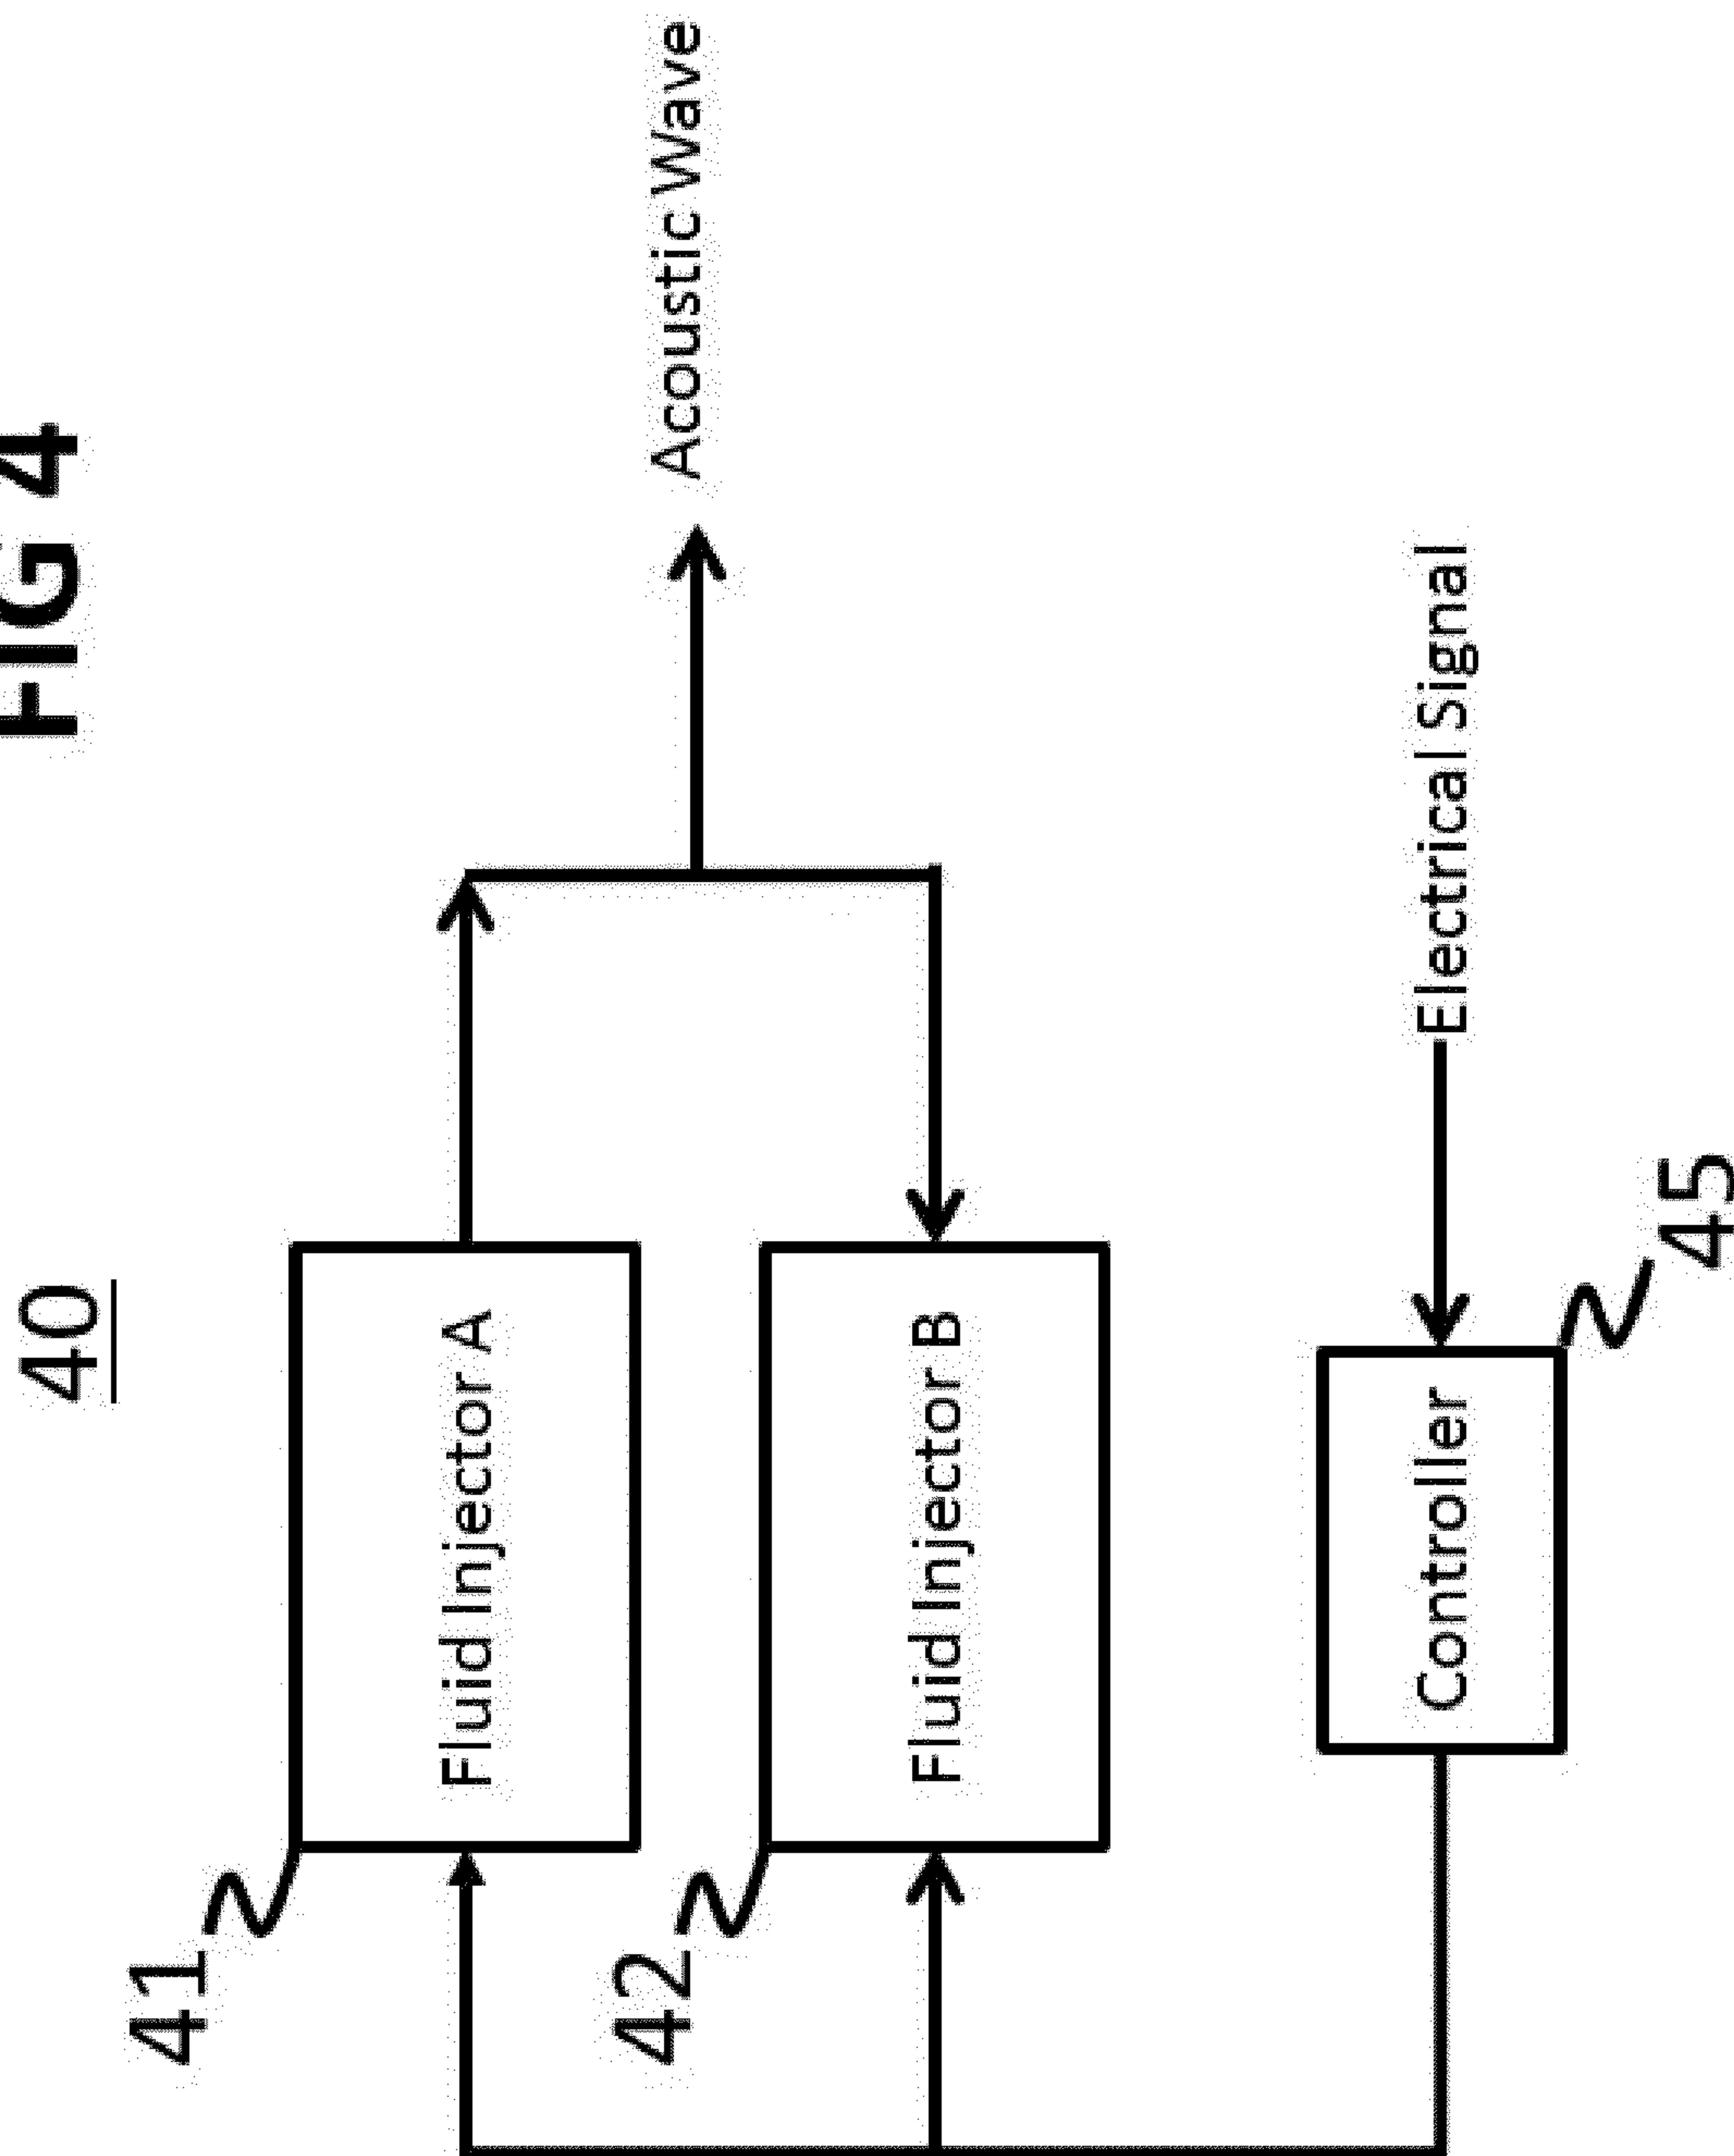 FIG 4
40
41
Fluid Injector A
Acoustic Wave
42
Fluid Injector B
Controller
Electrical Signal
45